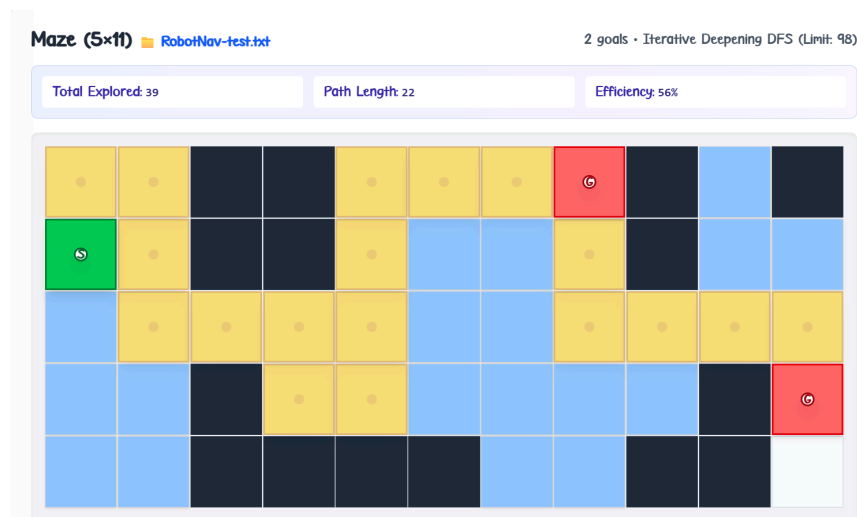 Maze (5×11) 📁 RobotNav-test.txt
2 goals • Iterative Deepening DFS (Limit: 98)
Total Explored: 39
Path Length: 22
Efficiency: 56%
G
S
G